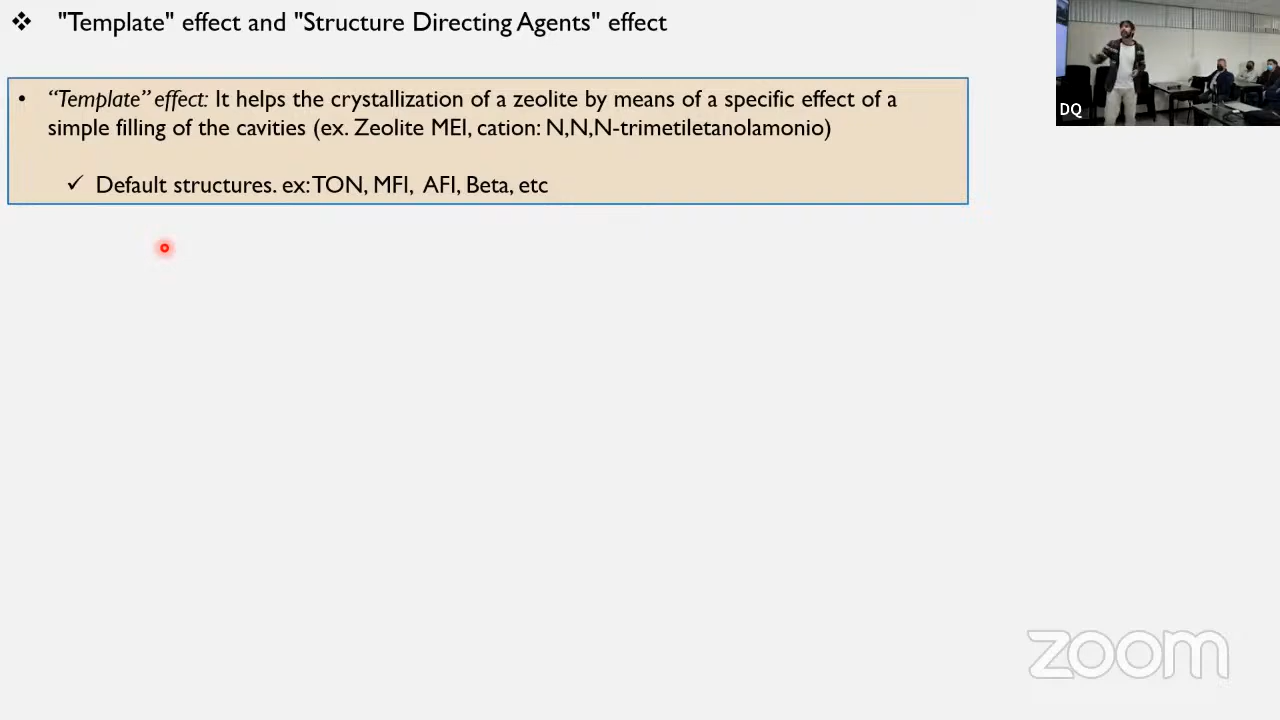 ❖ "Template" effect and "Structure Directing Agents" effect
• “Template” effect: It helps the crystallization of a zeolite by means of a specific effect of a
simple filling of the cavities (ex. Zeolite MEI, cation: N,N,N-trimetiletanolamonio)
✓ Default structures. ex: TON, MFI, AFI, Beta, etc
DQ
zoom